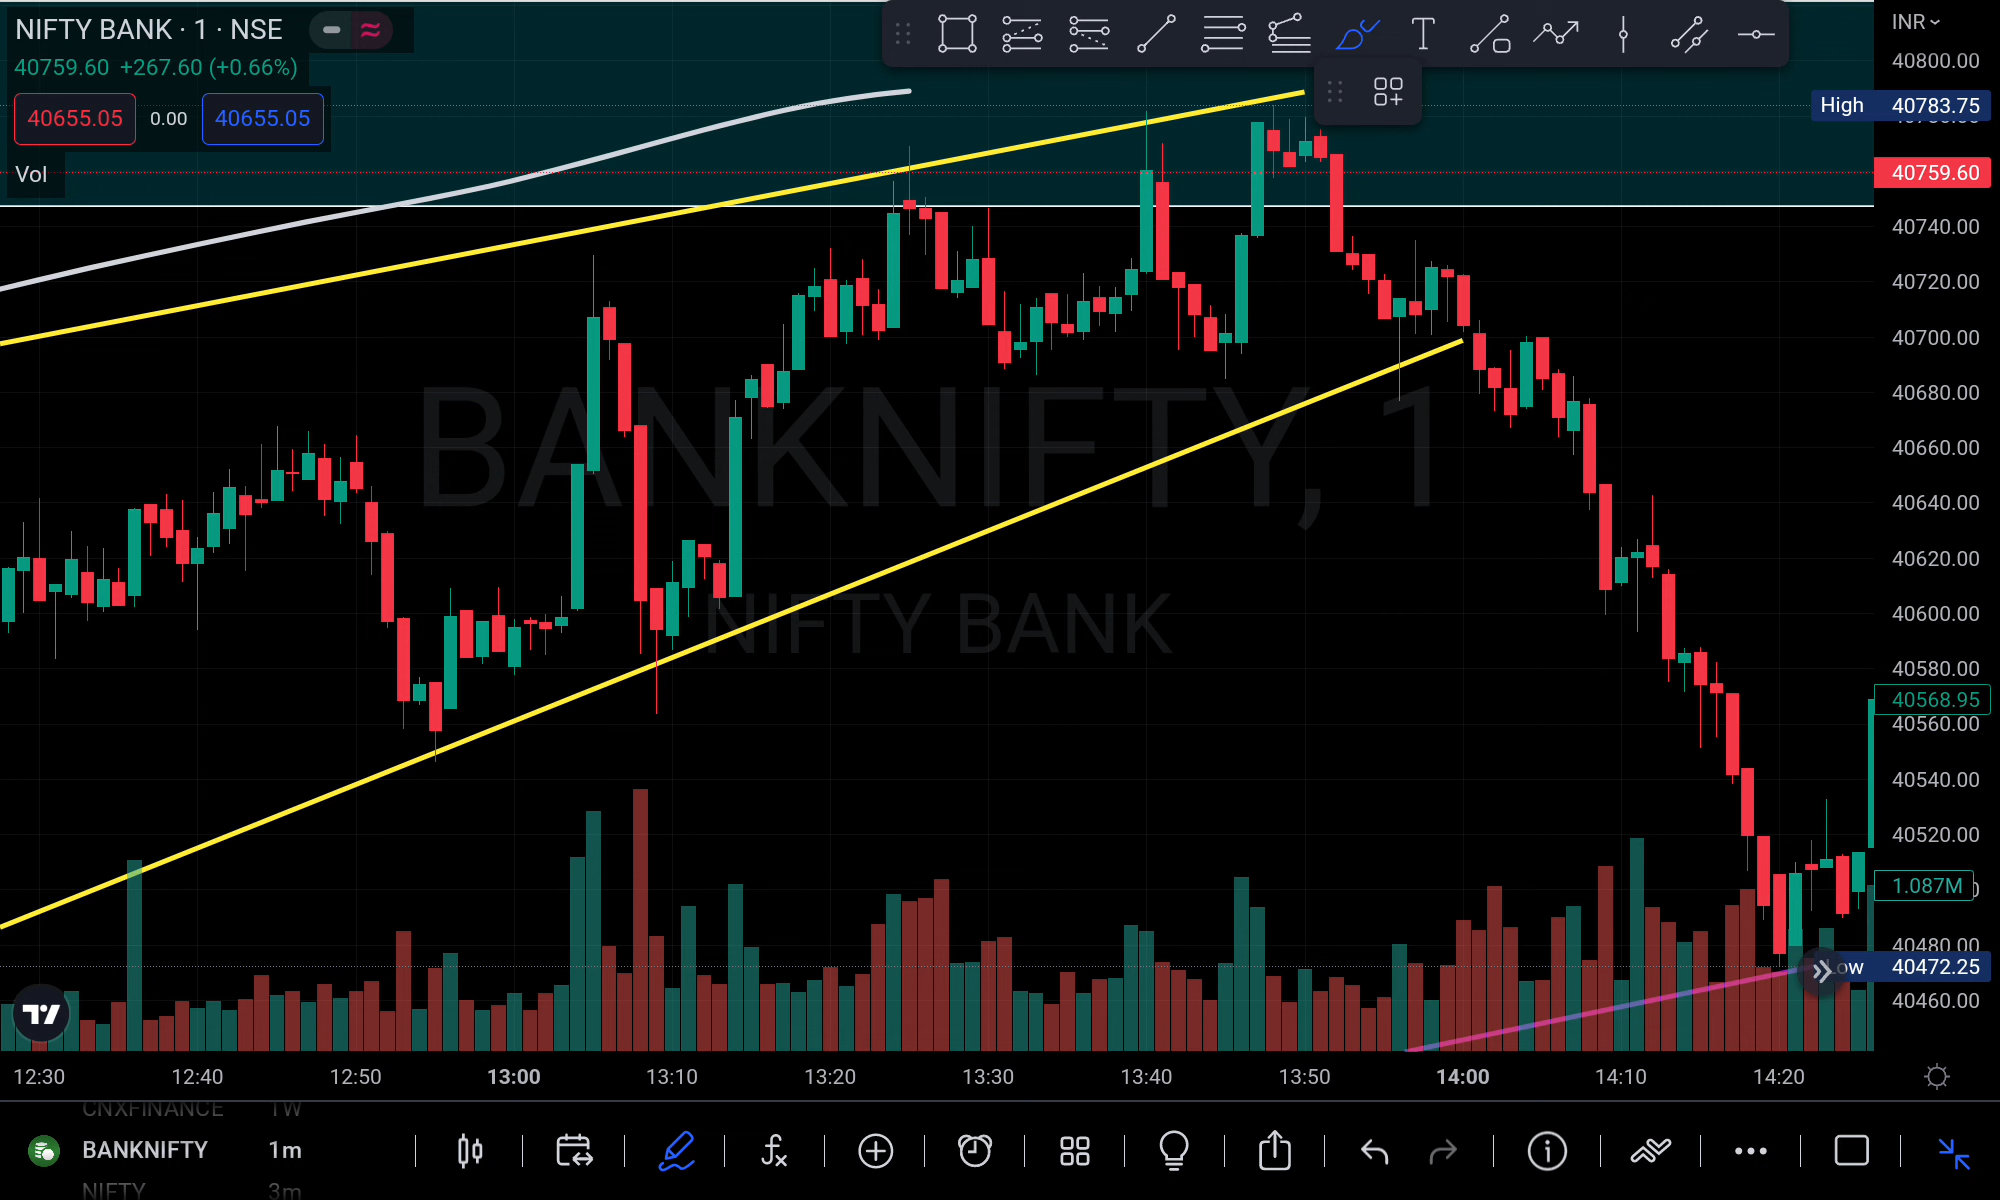 NIFTY BANK · 1 · NSE
INR
40759.60 +267.60 (+0.66%)
40655.05 0.00 40655.05
Vol
40800.00
High 40783.75
40759.60
40740.00
40720.00
40700.00
40680.00
40660.00
40640.00
40620.00
40600.00
40580.00
40568.95
40560.00
40540.00
40520.00
1.087M
40480.00
Low 40472.25
40460.00
BANKNIFTY, 1
NIFTY BANK
12:30 12:40 12:50 13:00 13:10 13:20 13:30 13:40 13:50 14:00 14:10 14:20
CNXFINANCE 1W
BANKNIFTY 1m
NIFTY 3m